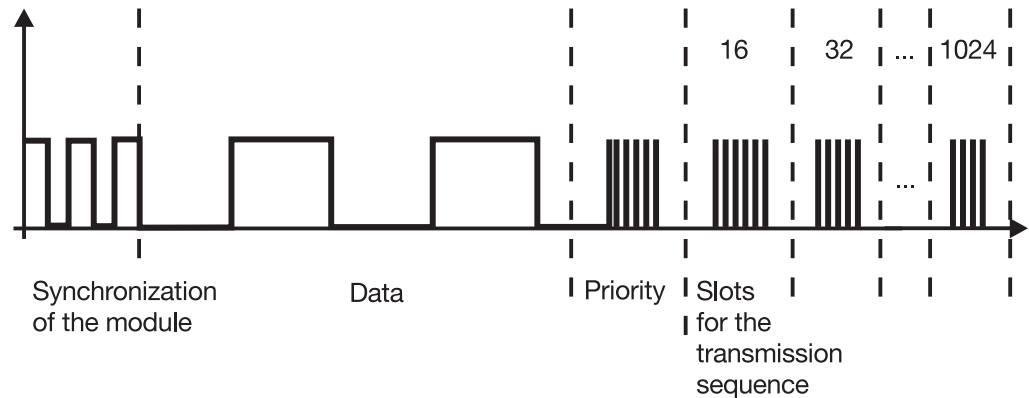 16 32 ... 1024
...
Synchronization
of the module
Data
Priority
Slots
for the
transmission
sequence